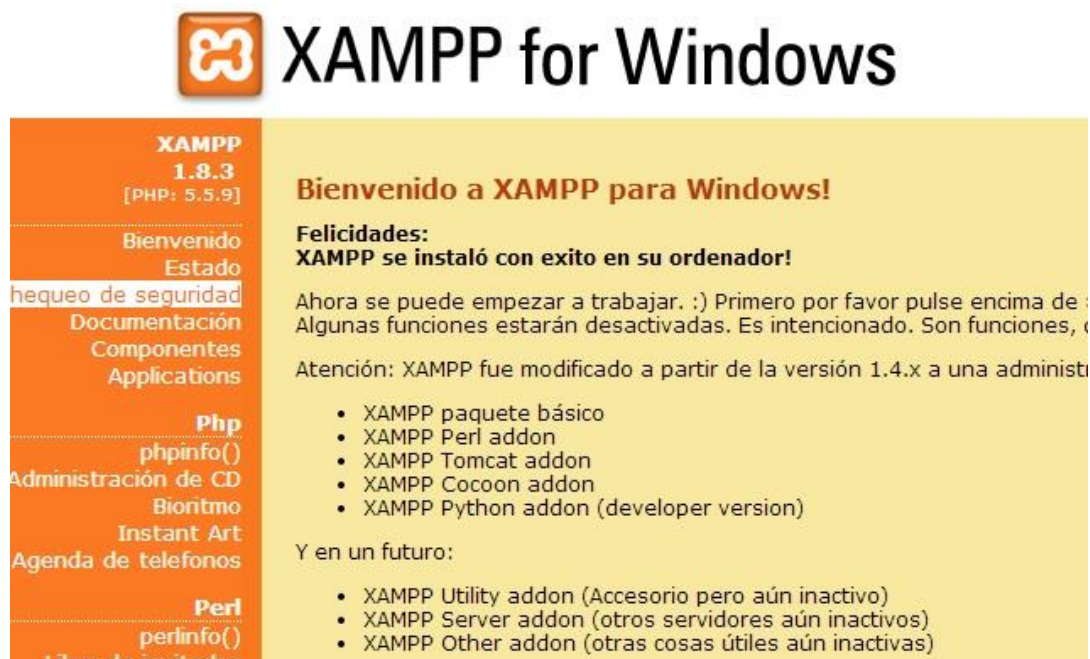 XAMPP for Windows
XAMPP
1.8.3
[PHP: 5.5.9]
Bienvenido
Estado
hequeo de seguridad
Documentación
Componentes
Applications
Php
phpinfo()
Administración de CD
Bioritmo
Instant Art
Agenda de telefonos
Perl
perlinfo()
Bienvenido a XAMPP para Windows!
Felicidades:
XAMPP se instaló con exito en su ordenador!
Ahora se puede empezar a trabajar. :) Primero por favor pulse encima de
Algunas funciones estarán desactivadas. Es intencionado. Son funciones,
Atención: XAMPP fue modificado a partir de la versión 1.4.x a una administr
• XAMPP paquete básico
• XAMPP Perl addon
• XAMPP Tomcat addon
• XAMPP Cocoon addon
• XAMPP Python addon (developer version)
Y en un futuro:
• XAMPP Utility addon (Accesorio pero aún inactivo)
• XAMPP Server addon (otros servidores aún inactivos)
• XAMPP Other addon (otras cosas útiles aún inactivas)